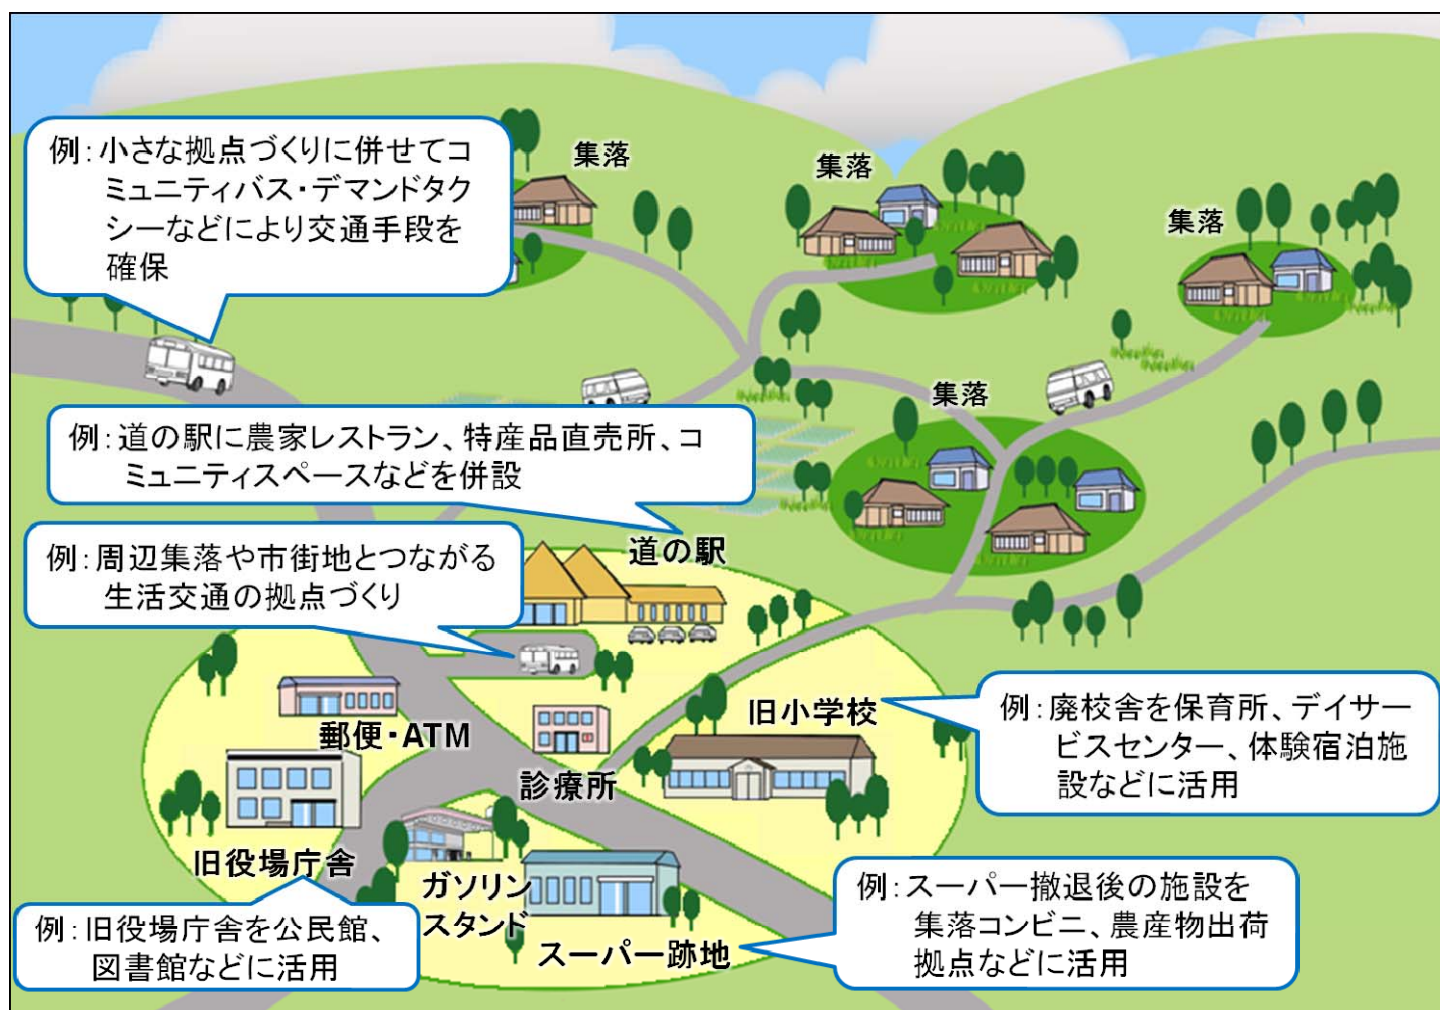 例：小さな拠点づくりに併せてコ
ミュニティバス・デマンドタク
シーなどにより交通手段を
確保
集落
集落
集落
集落
例：道の駅に農家レストラン、特産品直売所、コ
ミュニティスペースなどを併設
道の駅
例：周辺集落や市街地とつながる
生活交通の拠点づくり
郵便・ATM
旧小学校
例：廃校舎を保育所、デイサー
ビスセンター、体験宿泊施
設などに活用
診療所
旧役場庁舎
ガソリン
スタンド
例：旧役場庁舎を公民館、
図書館などに活用
スーパー跡地
例：スーパー撤退後の施設を
集落コンビニ、農産物出荷
拠点などに活用